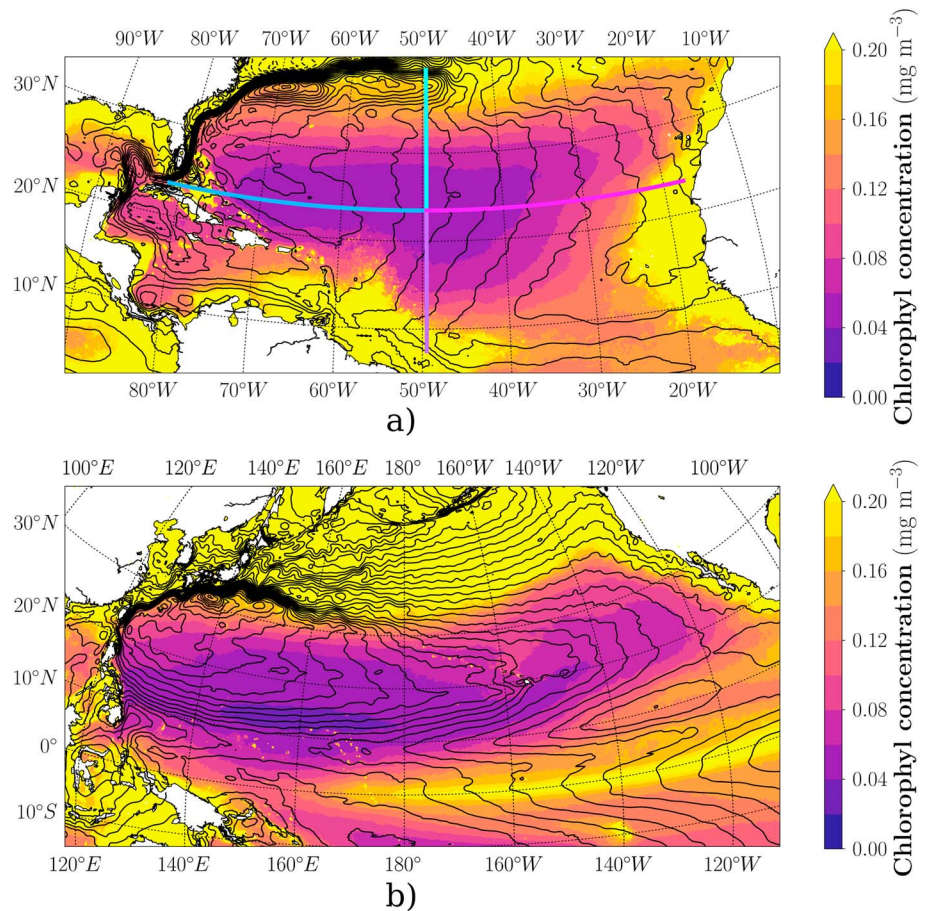 90°W 80°W 70°W 60°W 50°W 40°W 30°W 20°W 10°W
30°N
20°N
10°N
80°W 70°W 60°W 50°W 40°W 30°W 20°W
0.20
0.16
0.12
0.08
0.04
0.00
Chlorophyl concentration (mg m⁻³)
a)
100°E 120°E 140°E 160°E 180° 160°W 140°W 120°W 100°W
30°N
20°N
10°N
0°
10°S
120°E 140°E 160°E 180° 160°W 140°W 120°W
0.20
0.16
0.12
0.08
0.04
0.00
Chlorophyl concentration (mg m⁻³)
b)